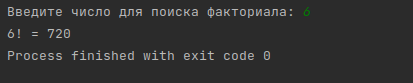 Введите число для поиска факториала: 6
6! = 720
Process finished with exit code 0